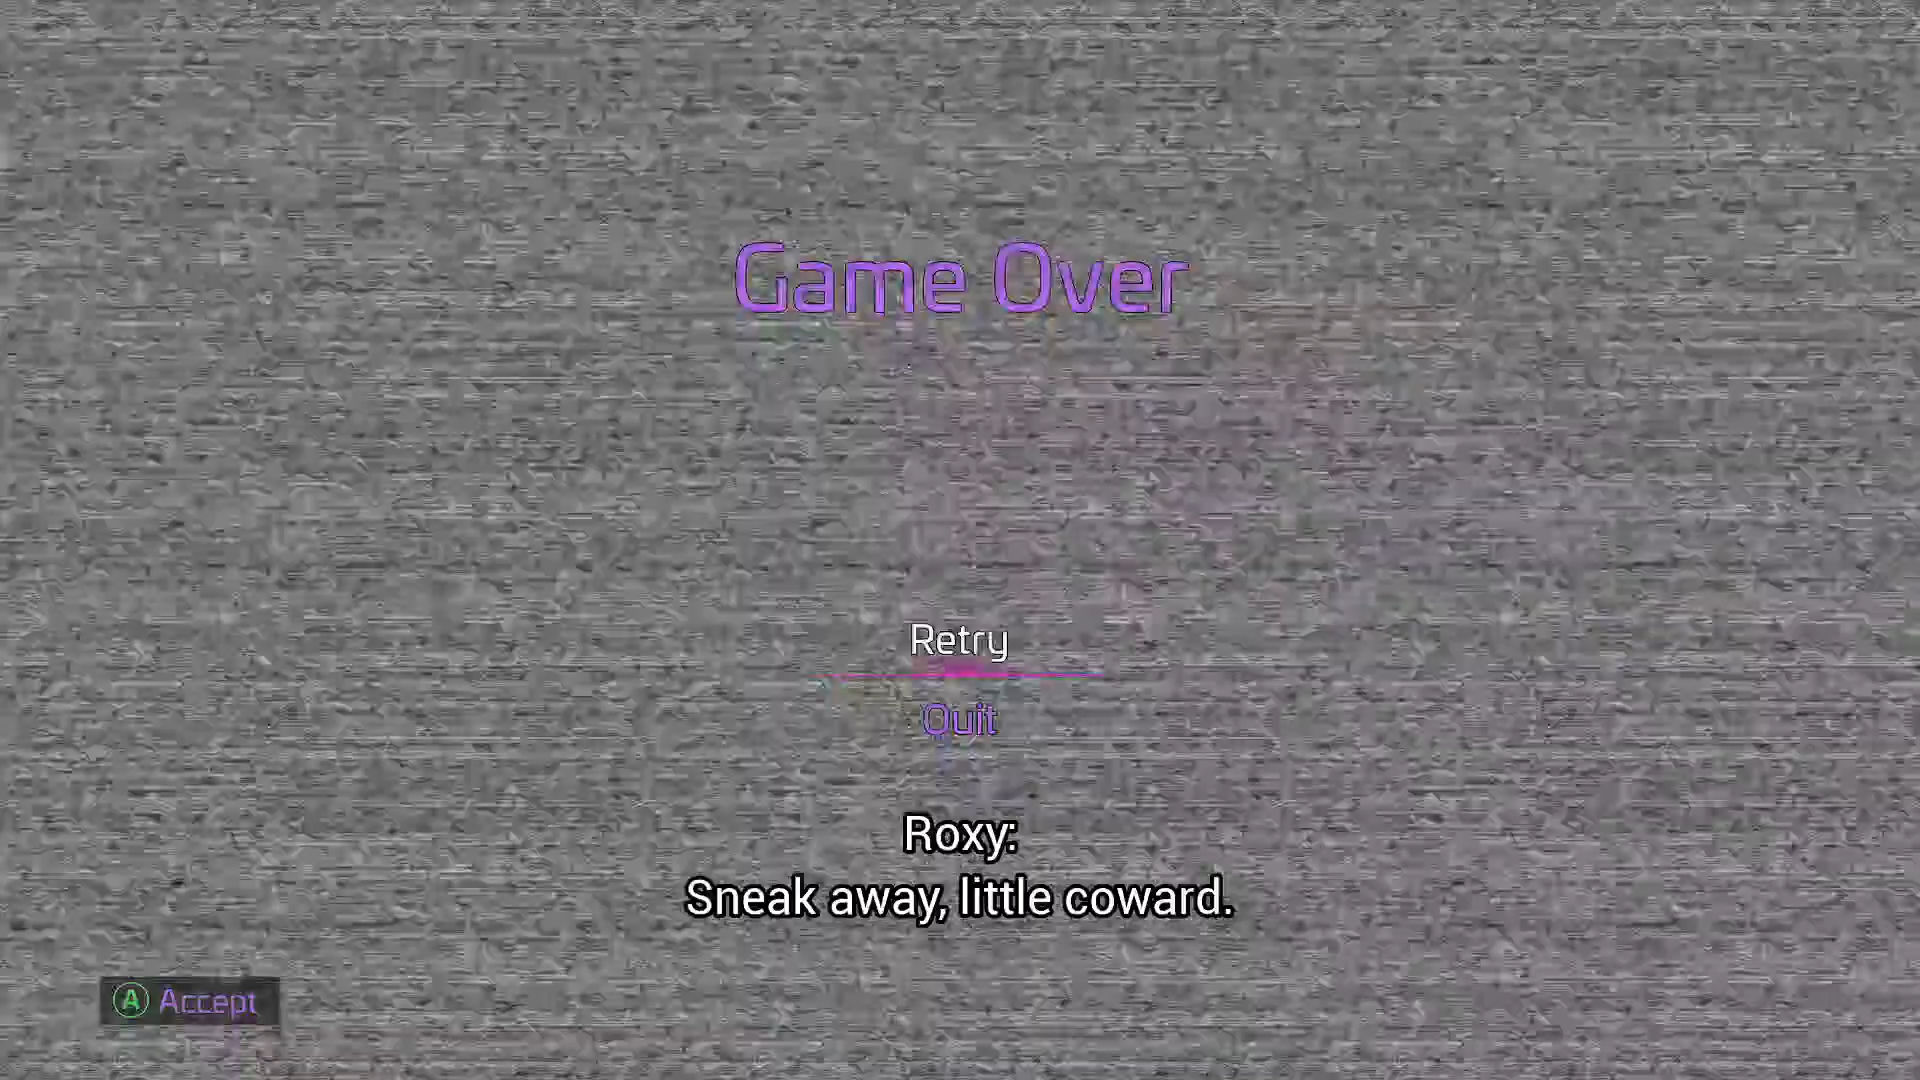 Game Over
Retry
Quit
Roxy:
Sneak away, little coward.
A Accept